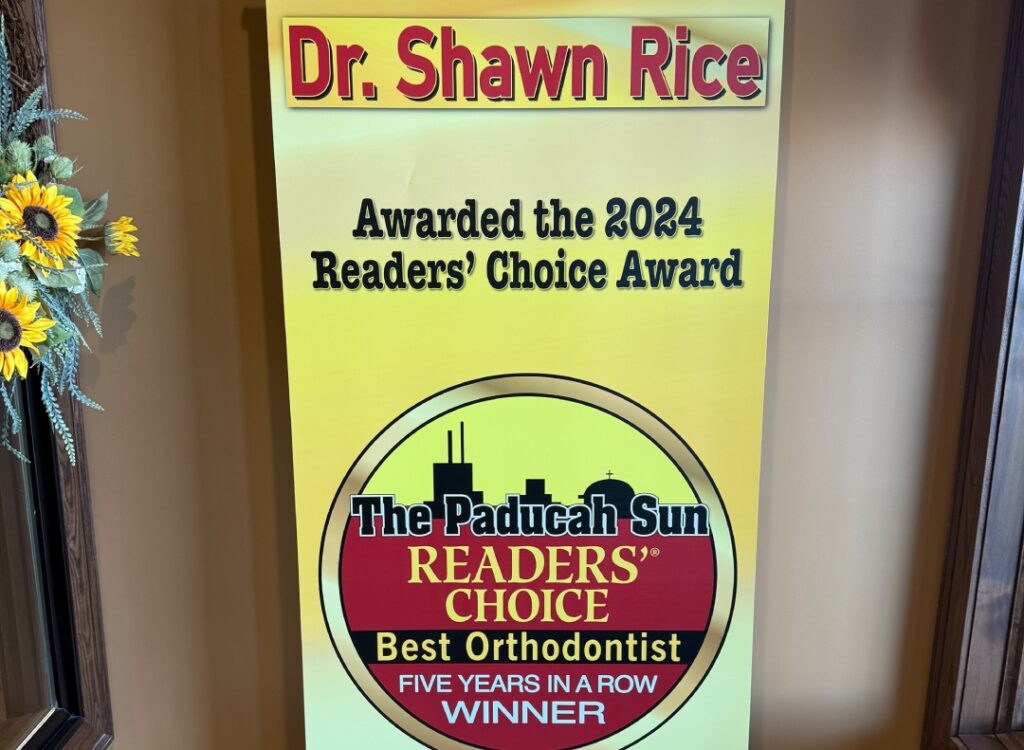 Dr. Shawn Rice
Awarded the 2024
Readers' Choice Award
The Paducah Sun
READERS'®
CHOICE
Best Orthodontist
FIVE YEARS IN A ROW
WINNER